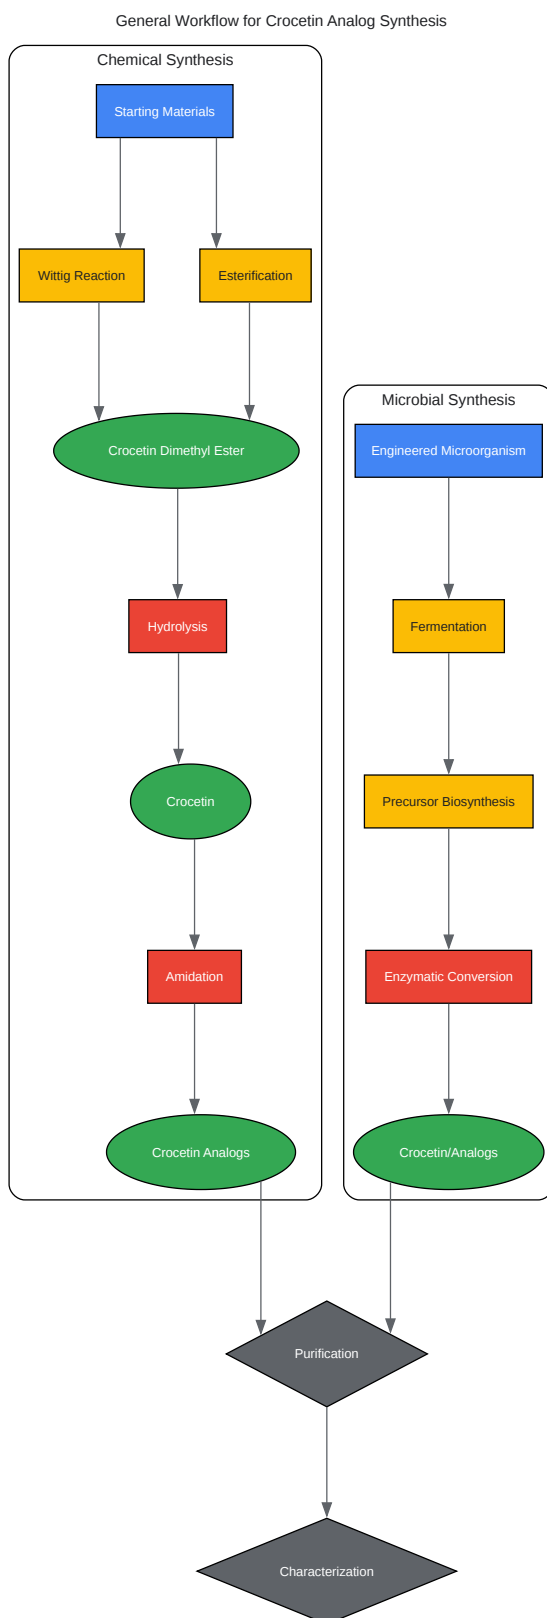 General Workflow for Crocetin Analog Synthesis
Chemical Synthesis
Starting Materials
Wittig Reaction
Esterification
Crocetin Dimethyl Ester
Hydrolysis
Crocetin
Amidation
Crocetin Analogs
Microbial Synthesis
Engineered Microorganism
Fermentation
Precursor Biosynthesis
Enzymatic Conversion
Crocetin/Analogs
Purification
Characterization